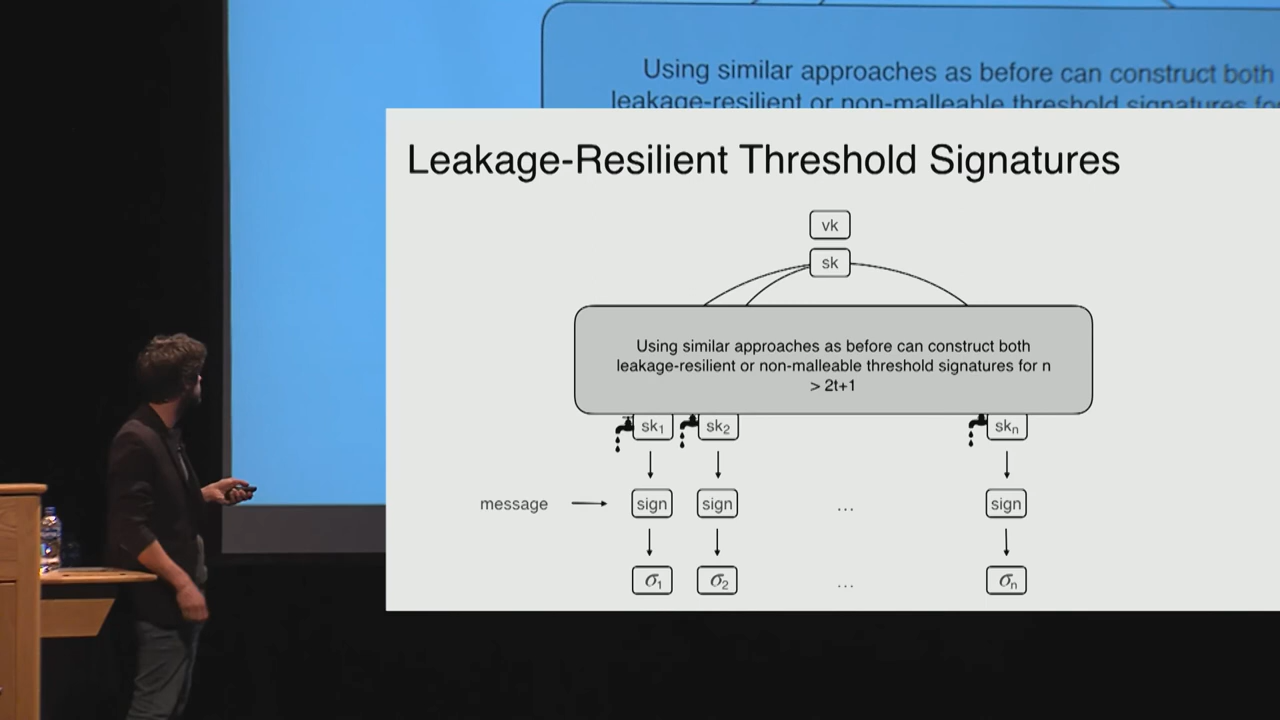 Using similar approaches as before can construct both
leakage-resilient or non-malleable threshold signatures fo
Leakage-Resilient Threshold Signatures
vk
sk
Using similar approaches as before can construct both
leakage-resilient or non-malleable threshold signatures for n
> 2t+1
sk₁ sk₂ skₙ
message sign sign ... sign
σ₁ σ₂ ... σₙ